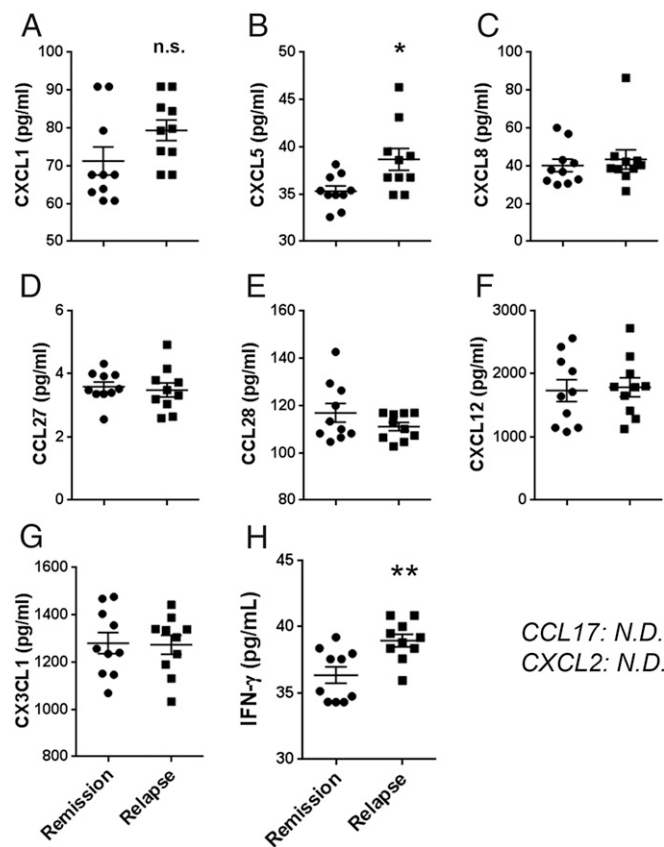 A
n.s.
CXCL1 (pg/ml)
100
90
80
70
60
50
B
*
CXCL5 (pg/ml)
50
45
40
35
30
C
CXCL8 (pg/ml)
100
80
60
40
20
0
D
CCL27 (pg/ml)
6
4
2
0
E
CCL28 (pg/ml)
160
140
120
100
80
F
CXCL12 (pg/ml)
3000
2000
1000
0
G
CX3CL1 (pg/ml)
1600
1400
1200
1000
800
Remission
Relapse
H
**
IFN-γ (pg/mL)
45
40
35
30
Remission
Relapse
CCL17: N.D.
CXCL2: N.D.